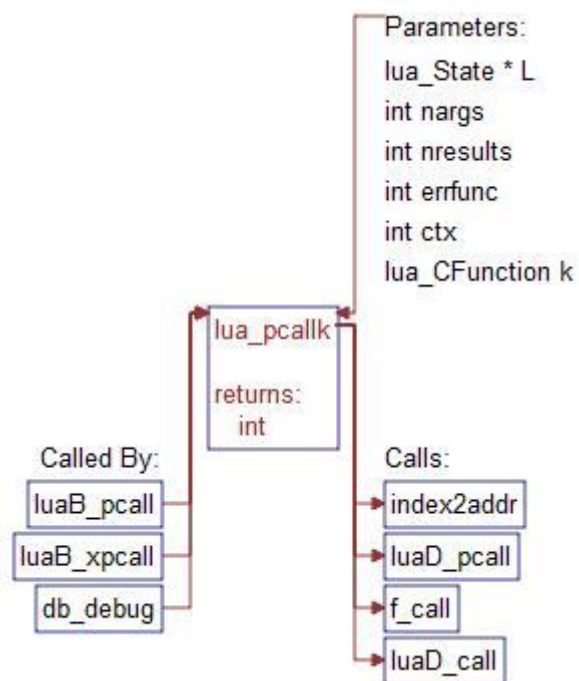 Parameters:
lua_State * L
int nargs
int nresults
int errfunc
int ctx
lua_CFunction k
lua_pcallk
returns:
int
Called By:
luaB_pcall
luaB_xpcall
db_debug
Calls:
index2addr
luaD_pcall
f_call
luaD_call